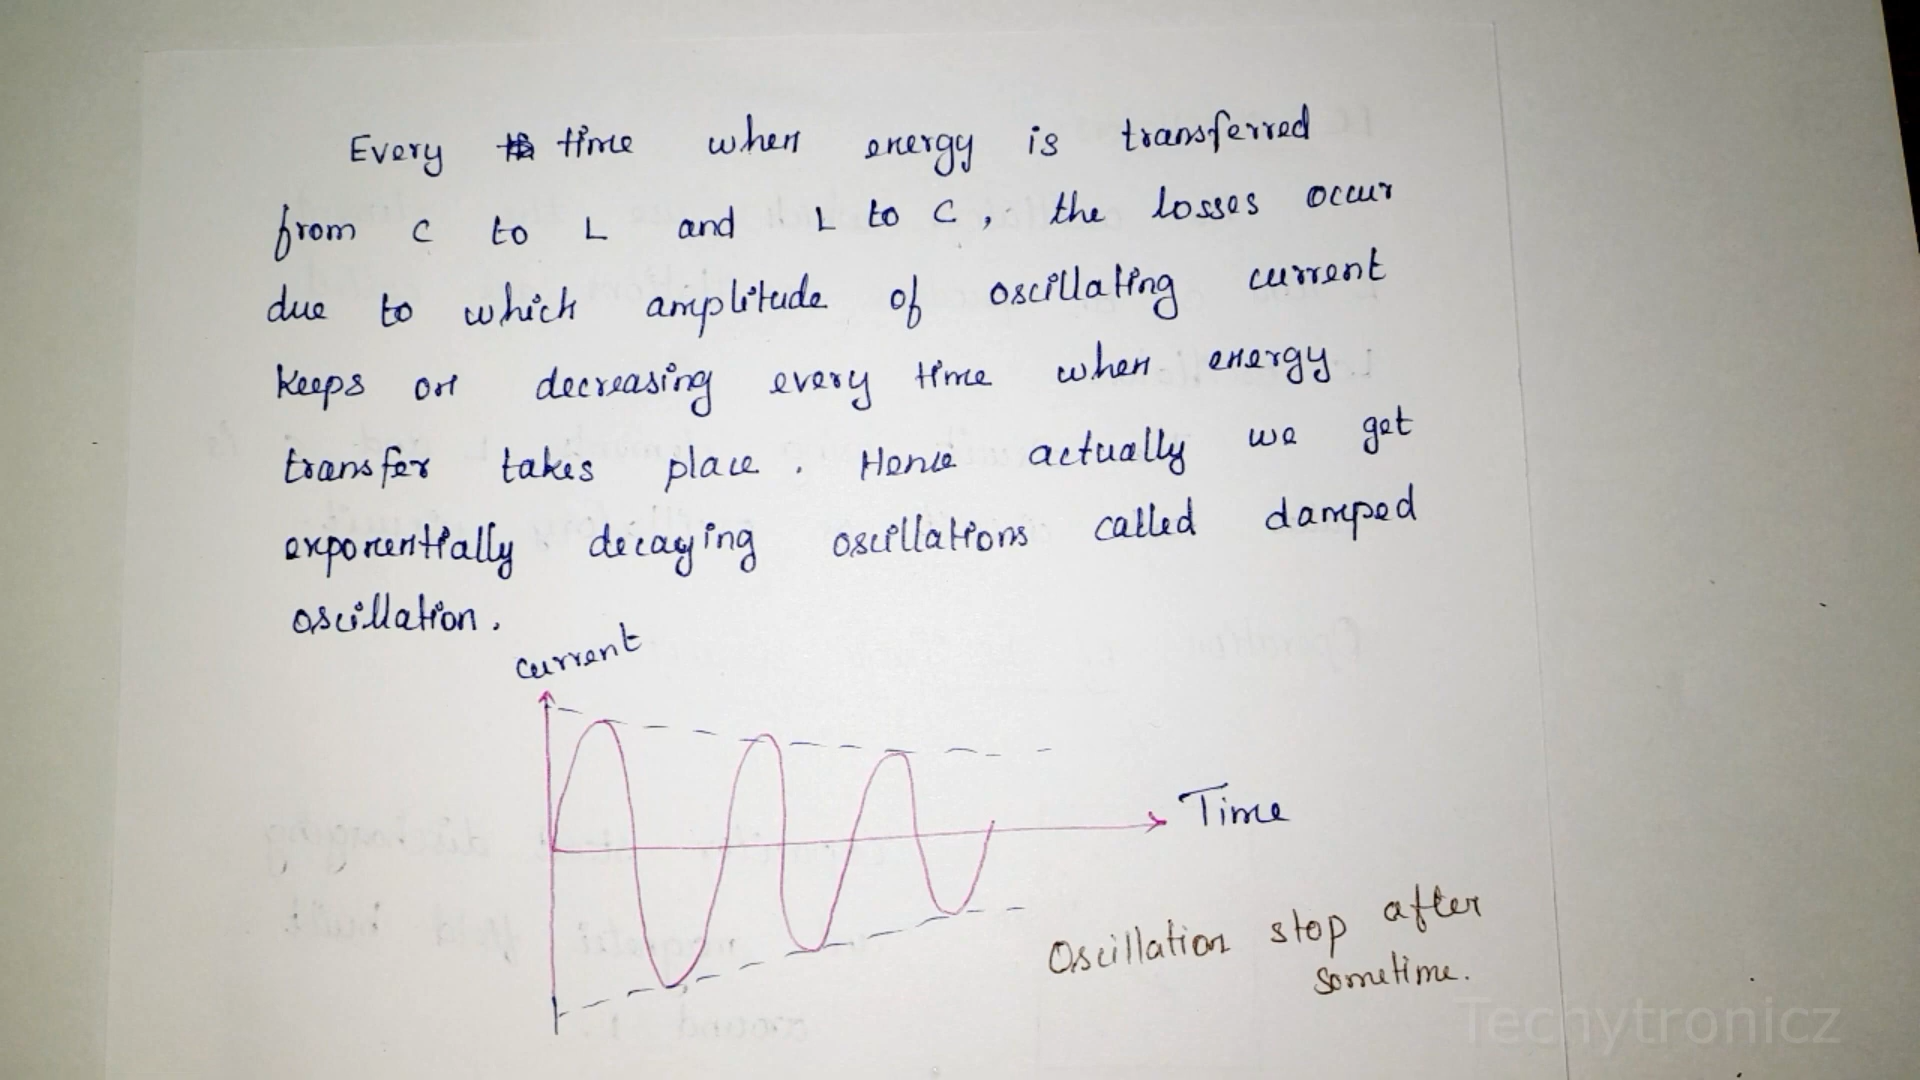 Every time when energy is transferred
from C to L and L to C, the losses occur
due to which amplitude of oscillating current
keeps on decreasing every time when energy
transfer takes place. Hence actually we get
exponentially decaying oscillations called damped
oscillation.
Current
Time
Oscillation stop after
sometime.
Techytronicz